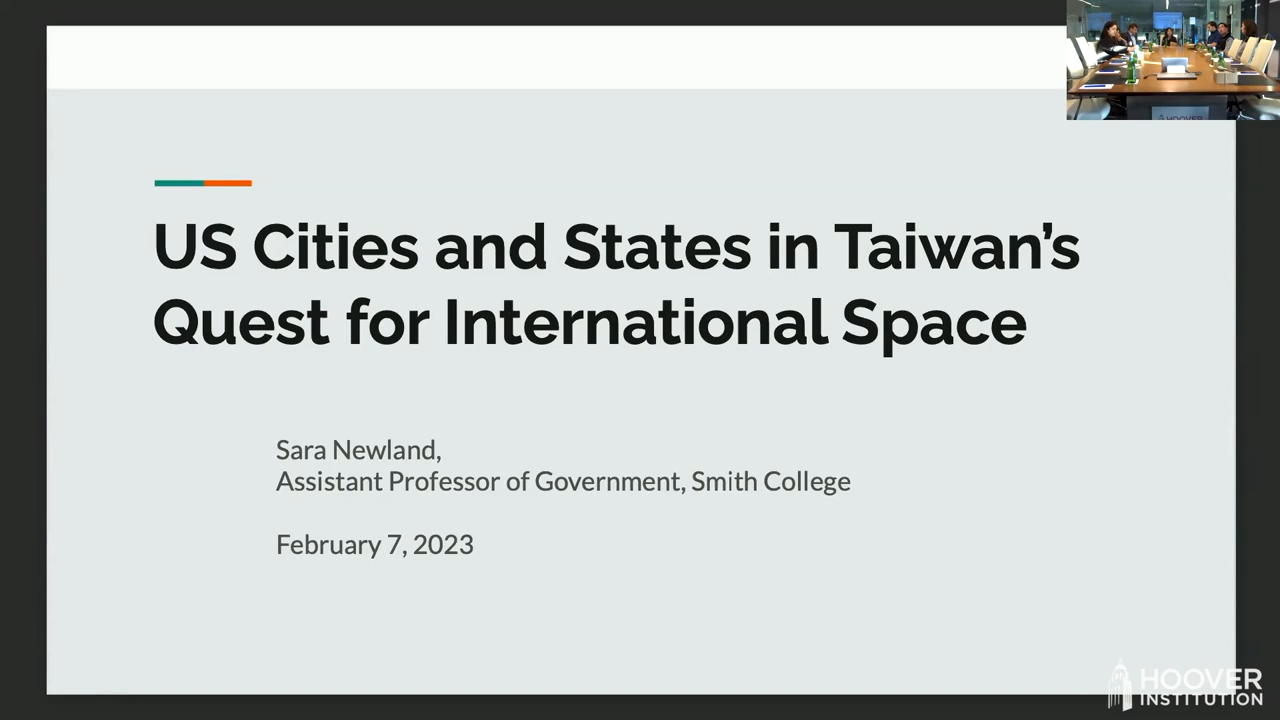 US Cities and States in Taiwan’s
Quest for International Space
Sara Newland,
Assistant Professor of Government, Smith College
February 7, 2023
HOOVER
HOOVER
INSTITUTION